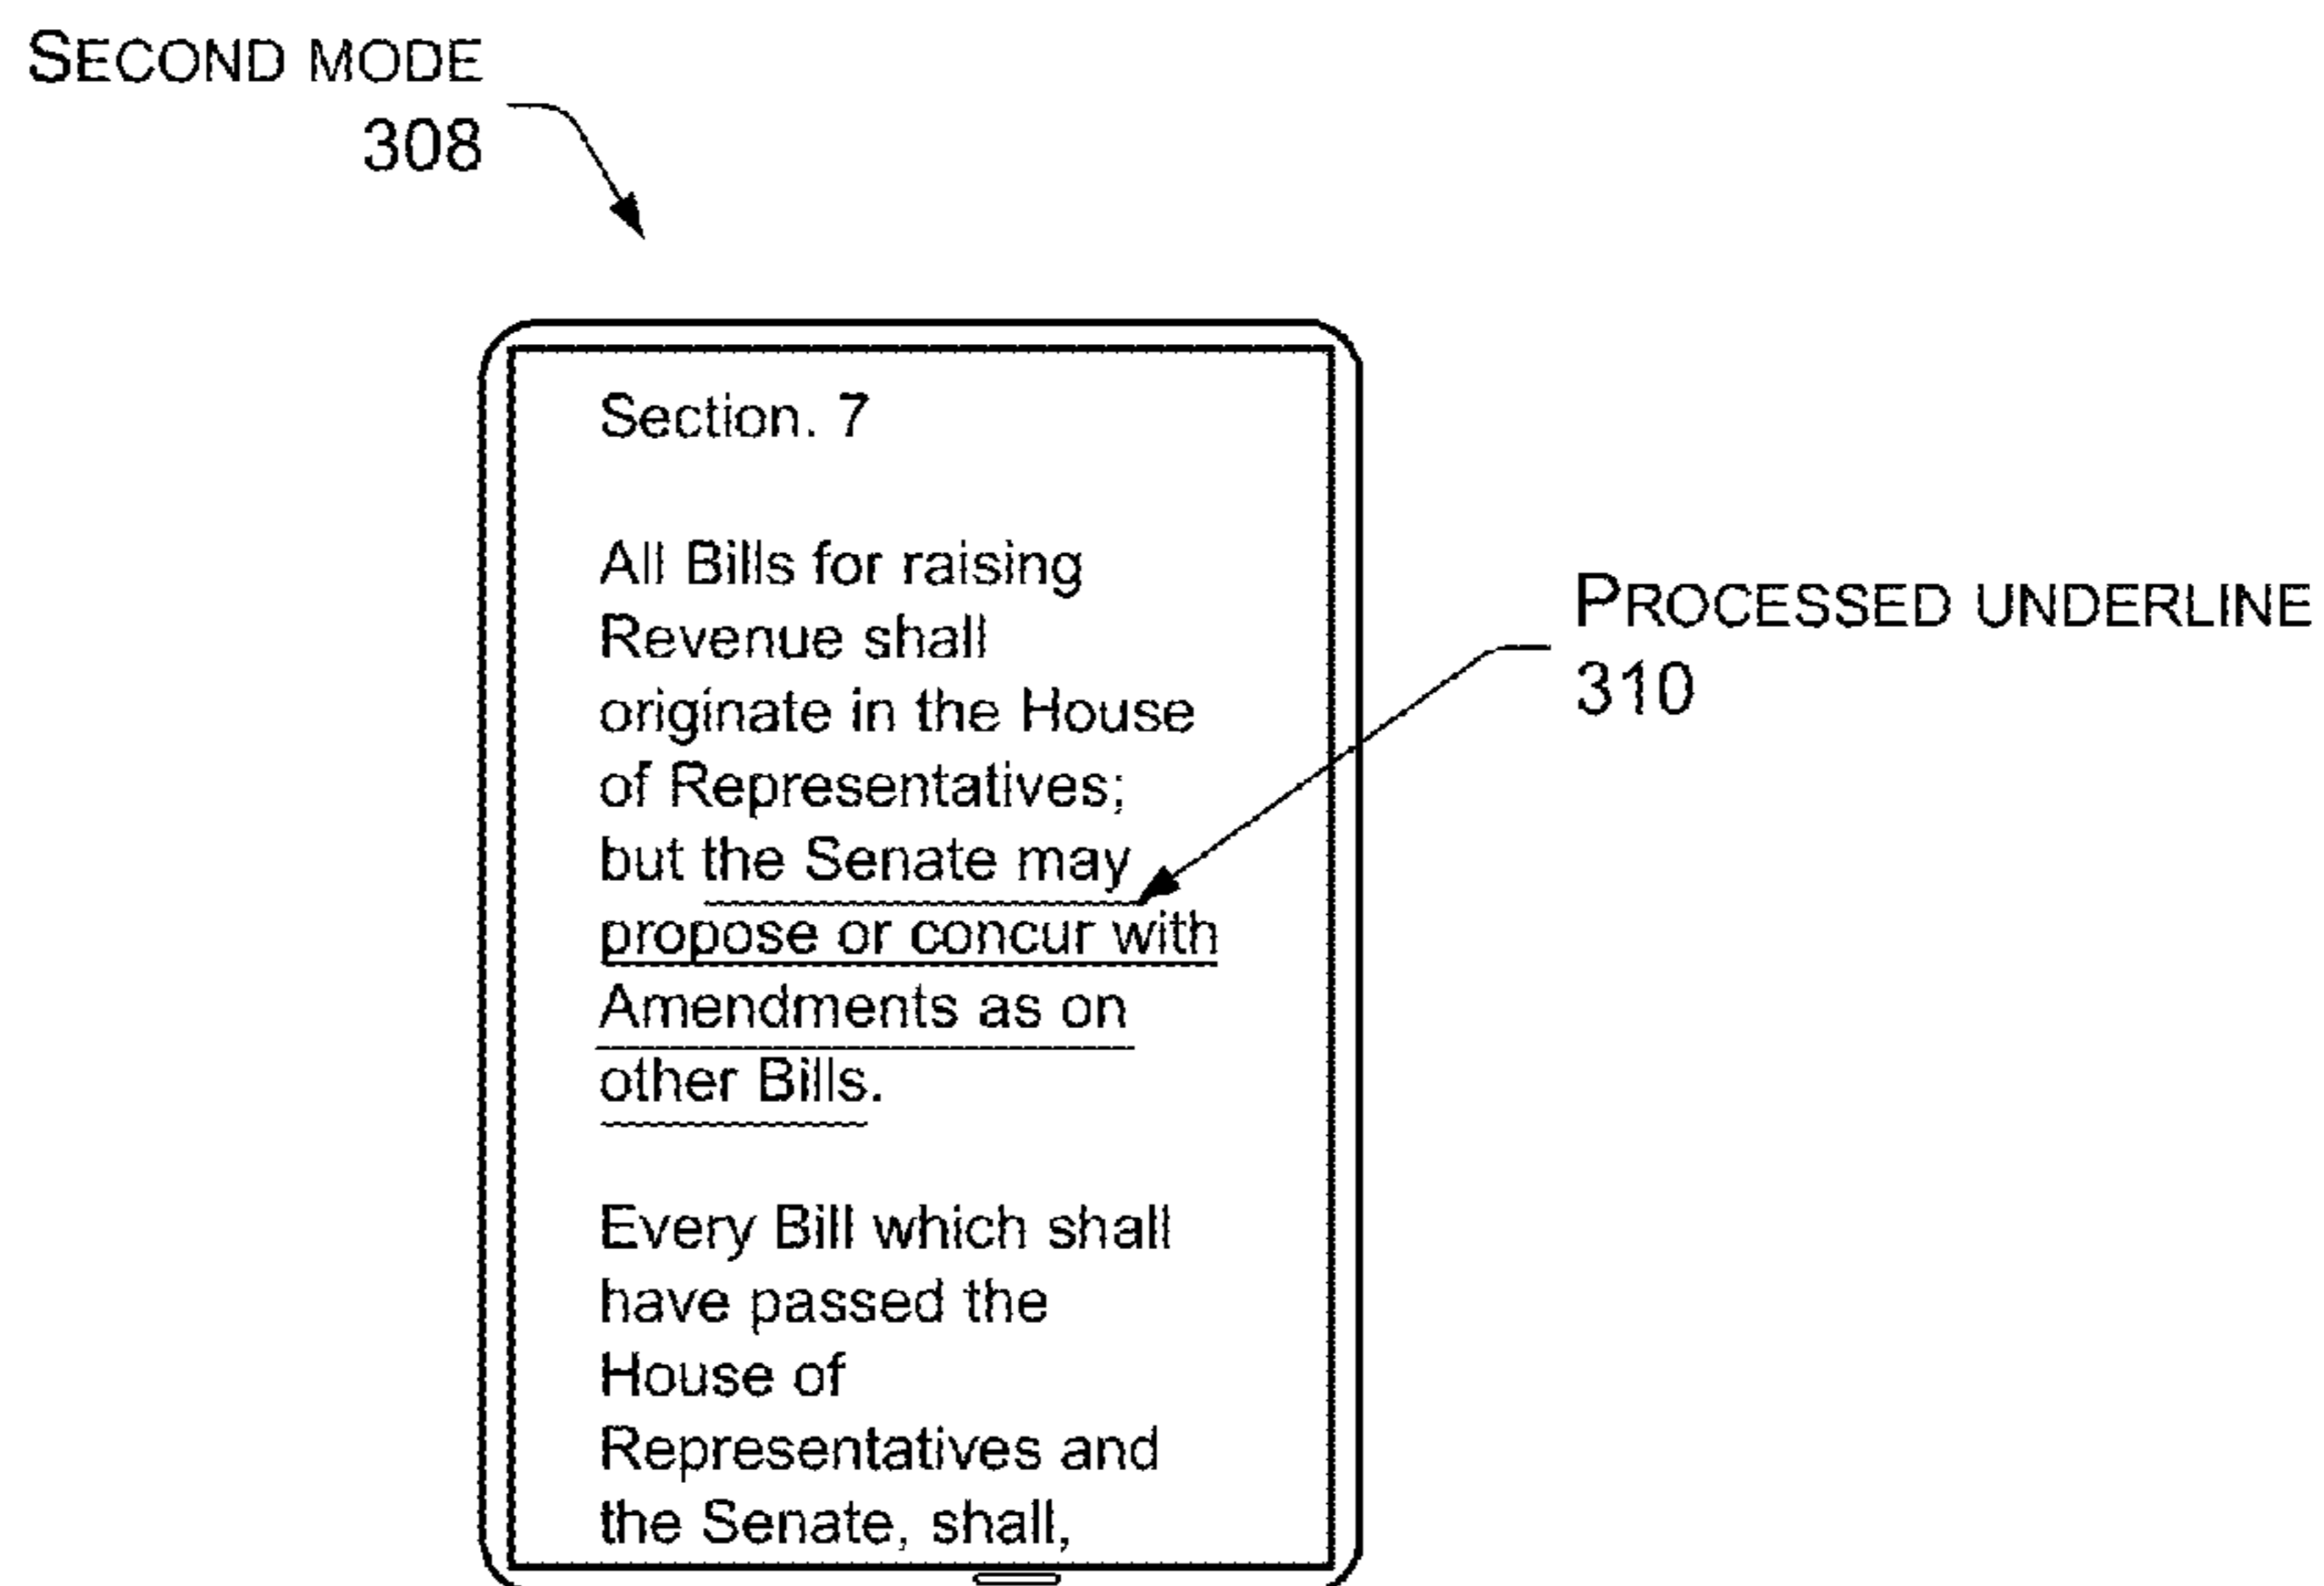 SECOND MODE
308
Section. 7
All Bills for raising
Revenue shall
originate in the House
of Representatives;
but the Senate may
propose or concur with
Amendments as on
other Bills.
Every Bill which shall
have passed the
House of
Representatives and
the Senate, shall,
PROCESSED UNDERLINE
310